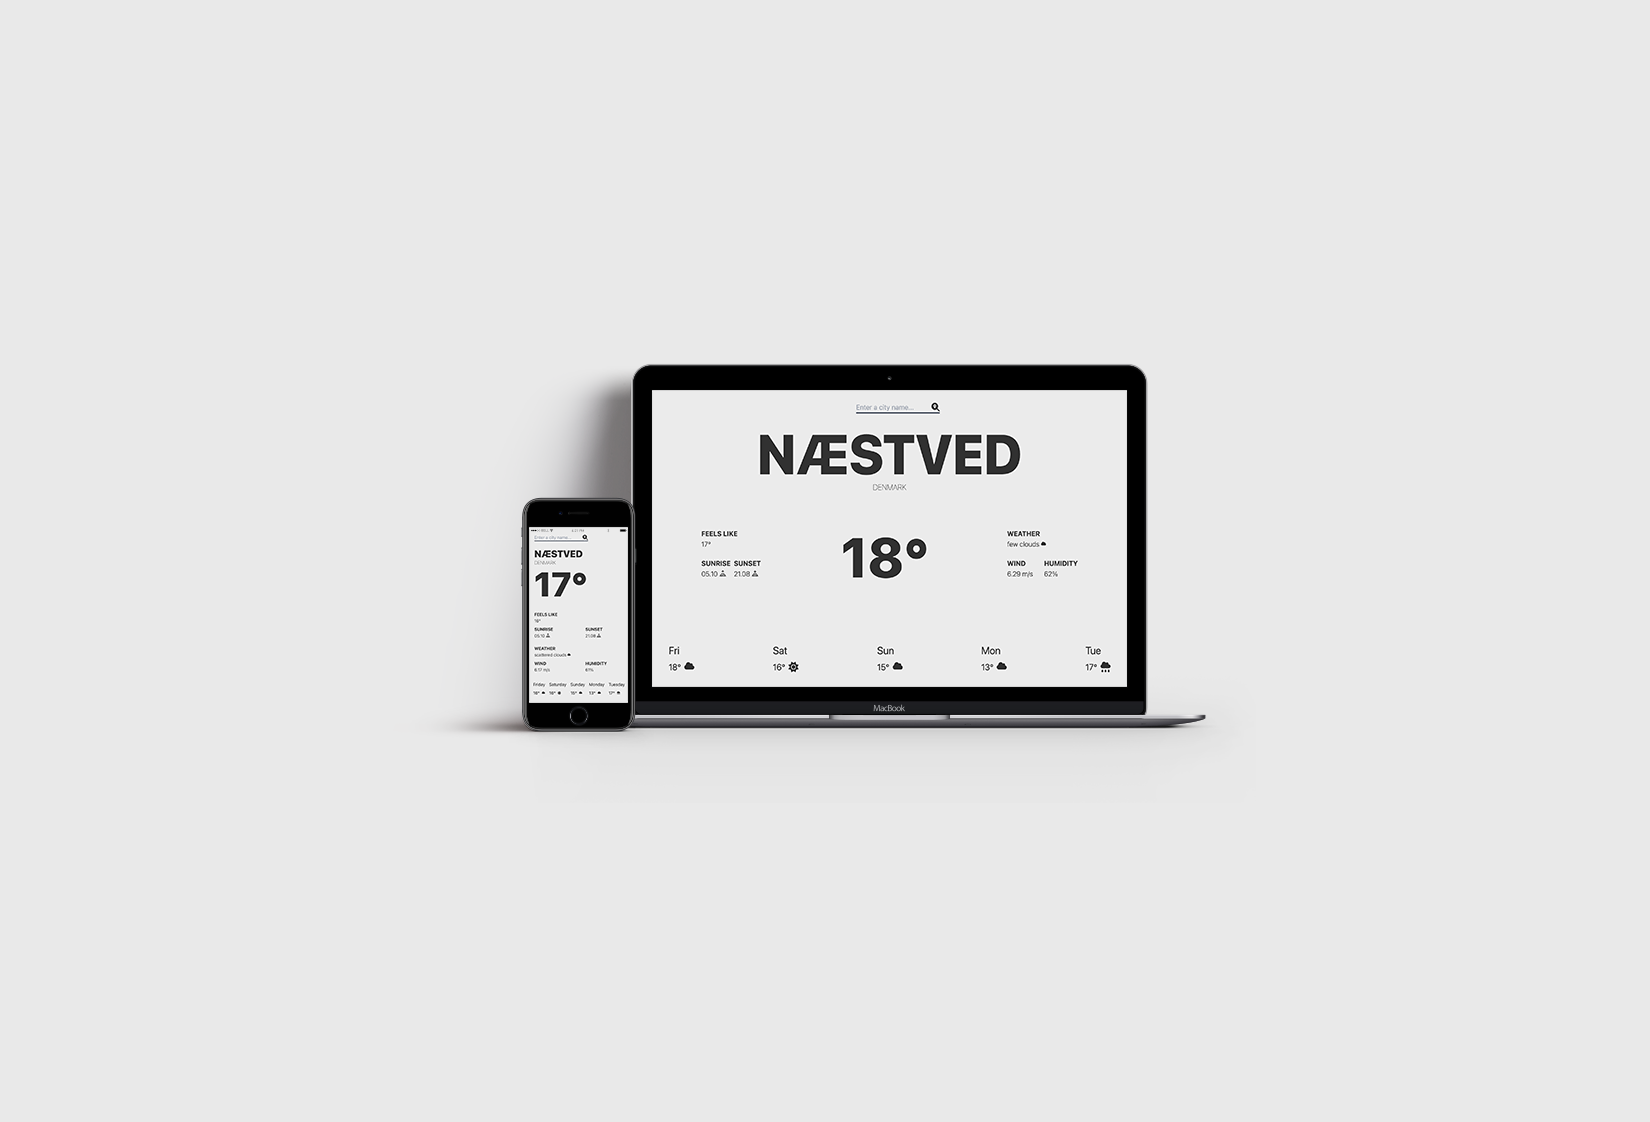 Enter a city name...
NÆSTVED
DENMARK
FEELS LIKE
17°
SUNRISE SUNSET
05.10 21.08
18°
WEATHER
few clouds
WIND HUMIDITY
6.29 m/s 62%
Fri Sat Sun Mon Tue
18° 16° 15° 13° 17°
MacBook
Enter a city name...
NÆSTVED
DENMARK
17°
FEELS LIKE
16°
SUNRISE SUNSET
05.10 21.08
WEATHER
scattered clouds
WIND HUMIDITY
6.17 m/s 61%
Friday Saturday Sunday Monday Tuesday
16° 15° 13° 17°